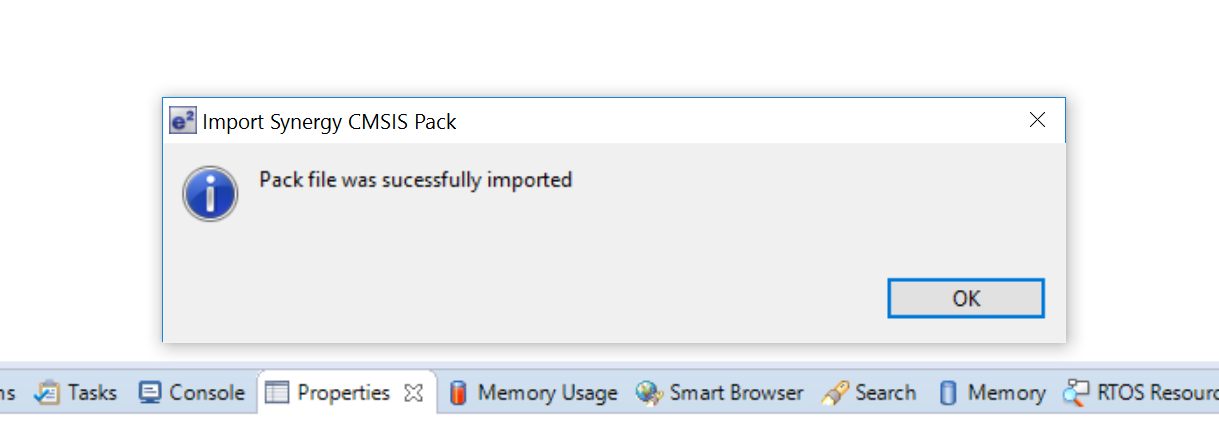 e² Import Synergy CMSIS Pack
Pack file was sucessfully imported
OK
ns Tasks Console Properties Memory Usage Smart Browser Search Memory RTOS Resourc